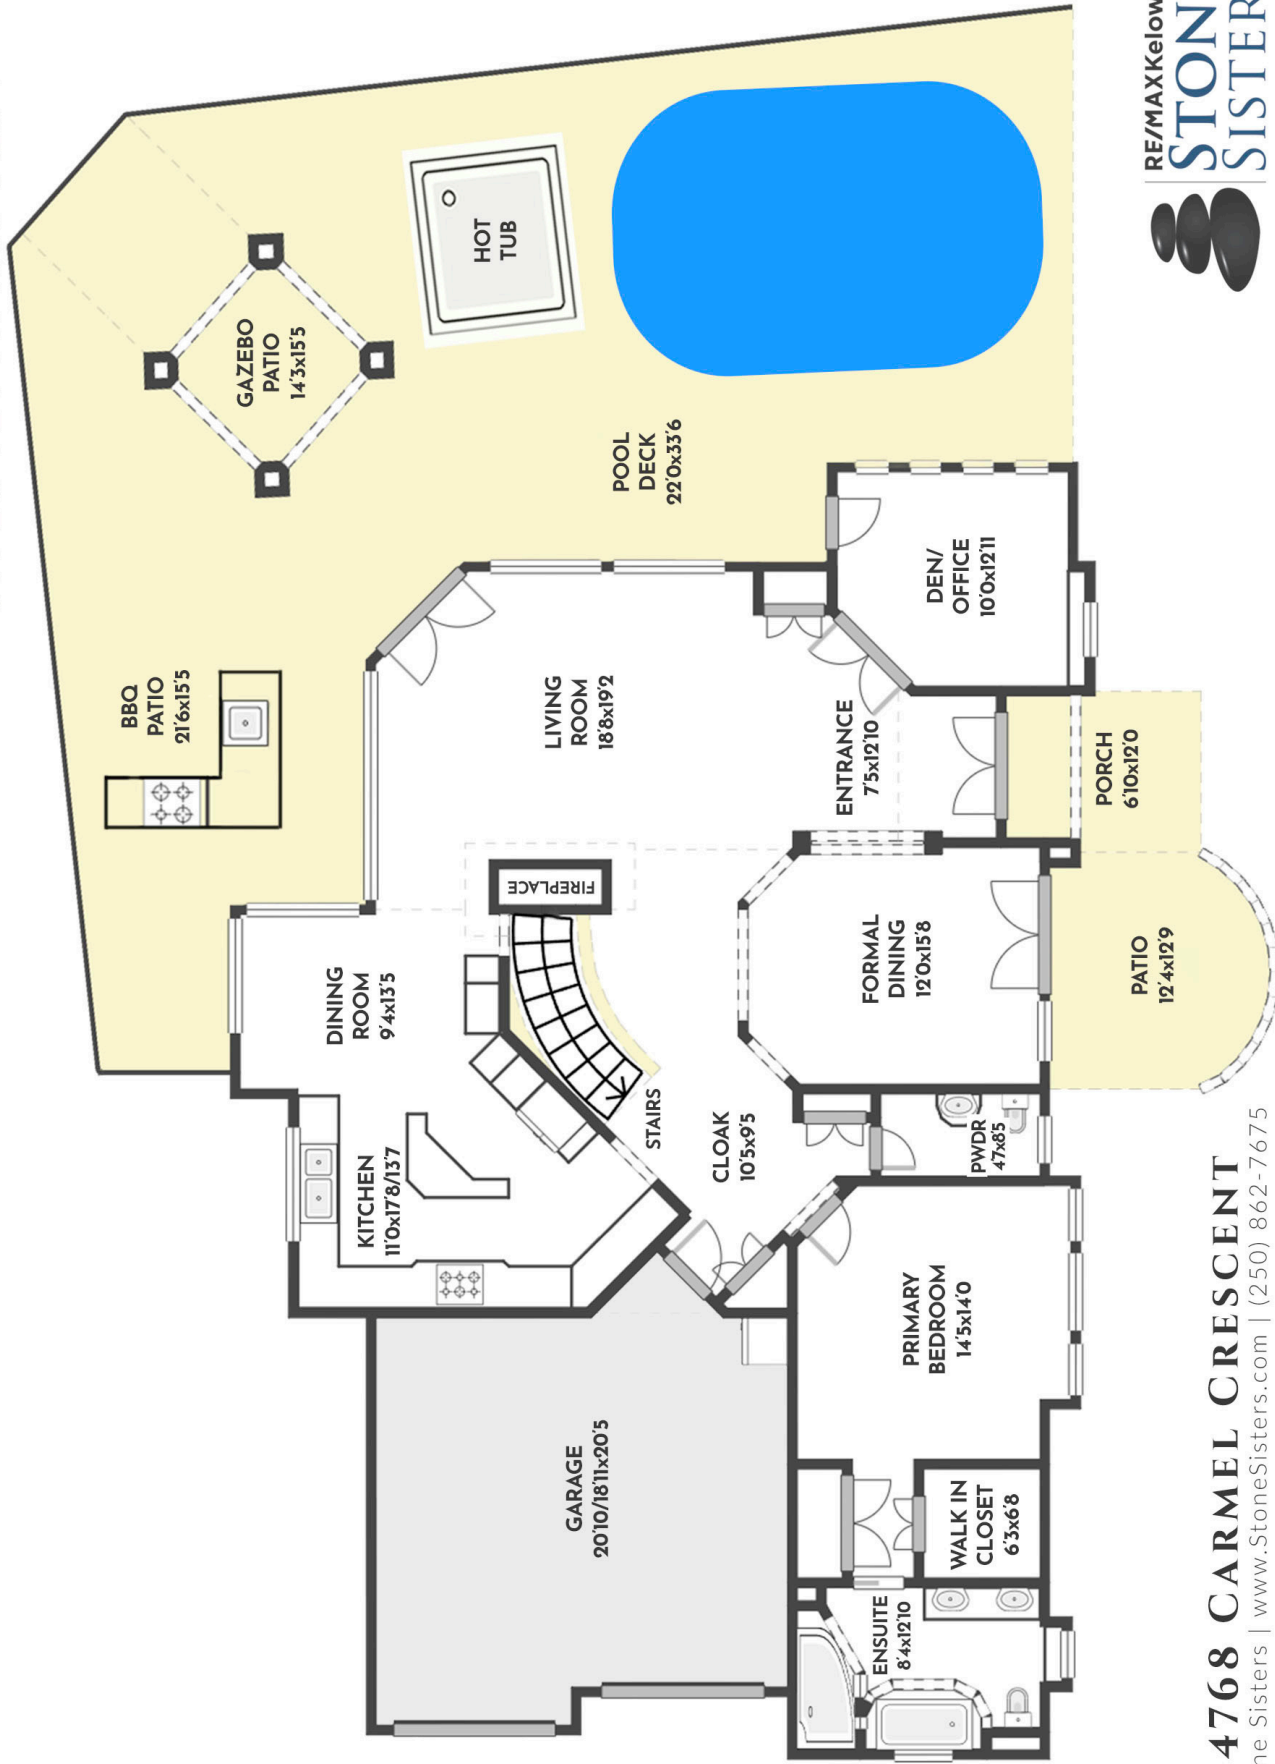 BBQ
PATIO
21'6x15'5
GAZEBO
PATIO
14'3x15'5
HOT
TUB
POOL
DECK
22'0x33'6
DINING
ROOM
9'4x13'5
LIVING
ROOM
18'8x19'2
FIREPLACE
KITCHEN
11'0x17'8/13'7
STAIRS
CLOAK
10'5x9'5
ENTRANCE
7'5x12'10
DEN/
OFFICE
10'0x12'11
FORMAL
DINING
12'0x15'8
PORCH
6'10x12'0
PATIO
12'4x12'9
PWDR
4'7x8'5
GARAGE
20'10/18'11x20'5
PRIMARY
BEDROOM
14'5x14'0
WALK IN
CLOSET
6'3x6'8
ENSUITE
8'4x12'10
4768 CARMEL CRESCENT
Sisters | www.StoneSisters.com | (250) 862-7675
RE/MAX
STON
SISTER